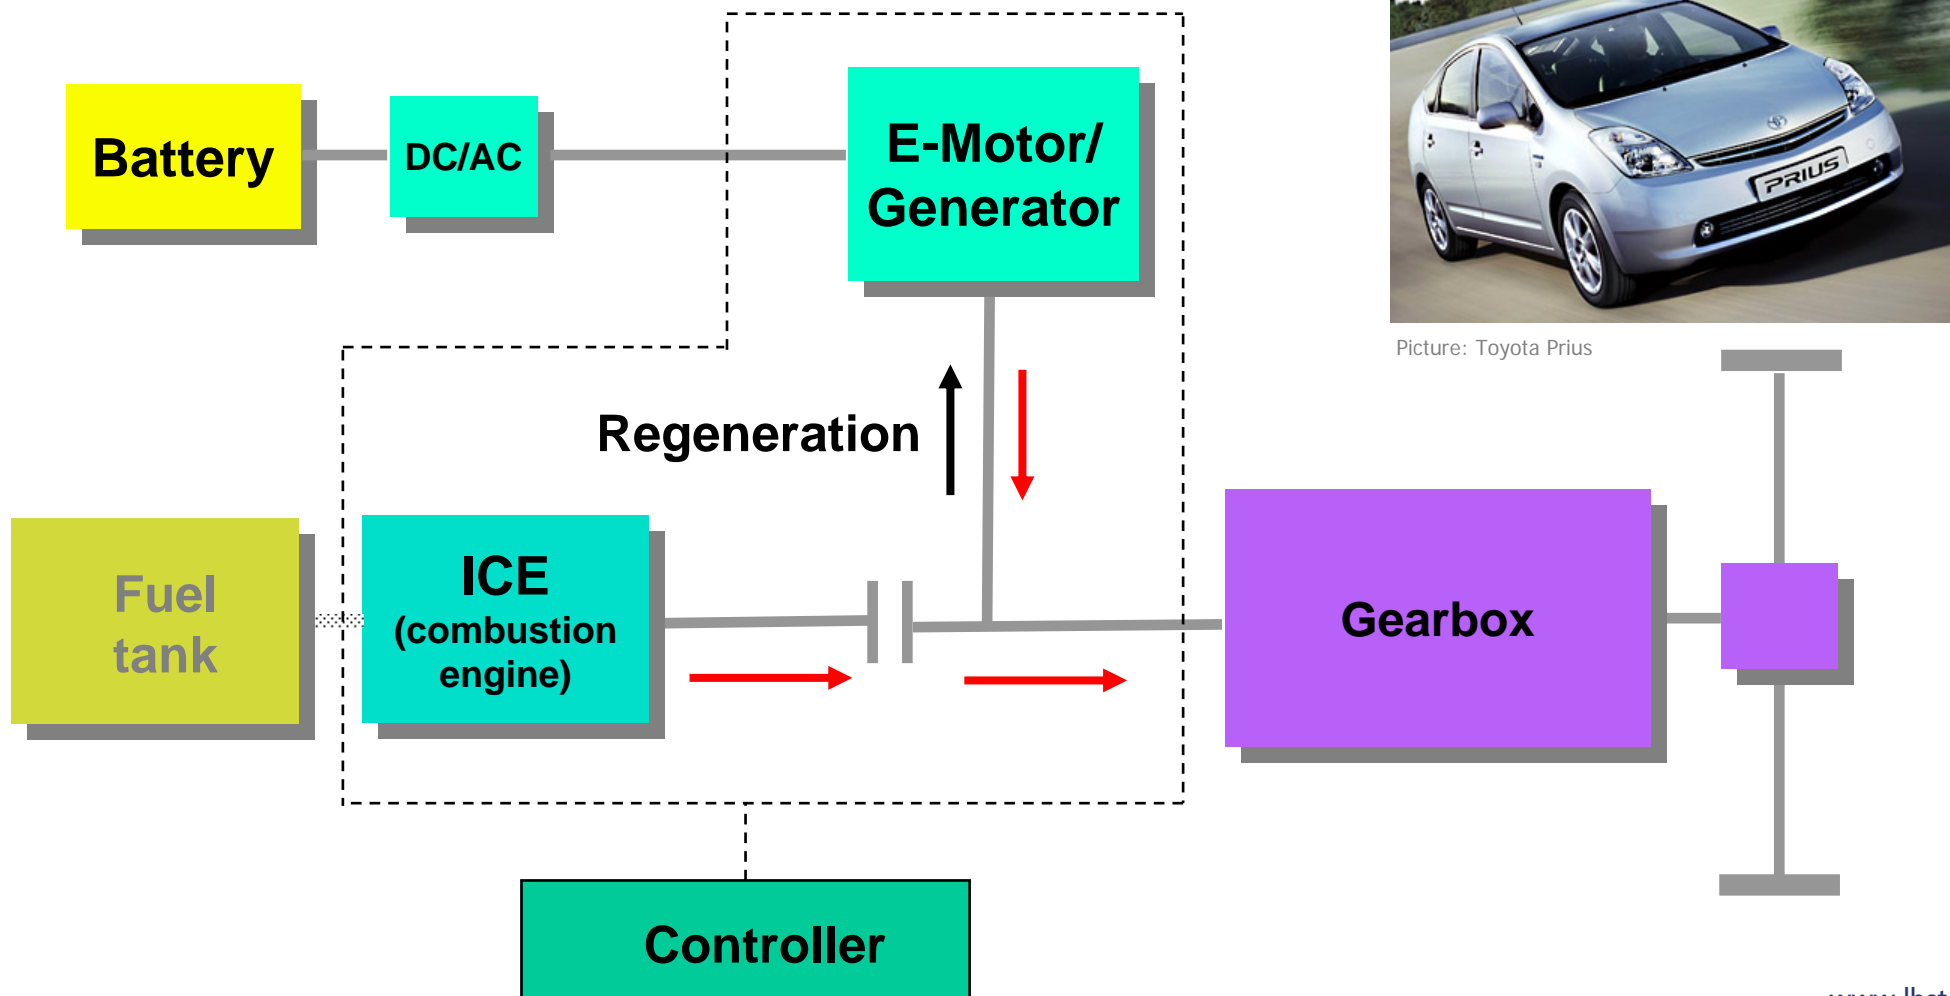 Battery
DC/AC
E-Motor/
Generator
PRIUS
Picture: Toyota Prius
Regeneration
Fuel
tank
ICE
(combustion
engine)
Gearbox
Controller